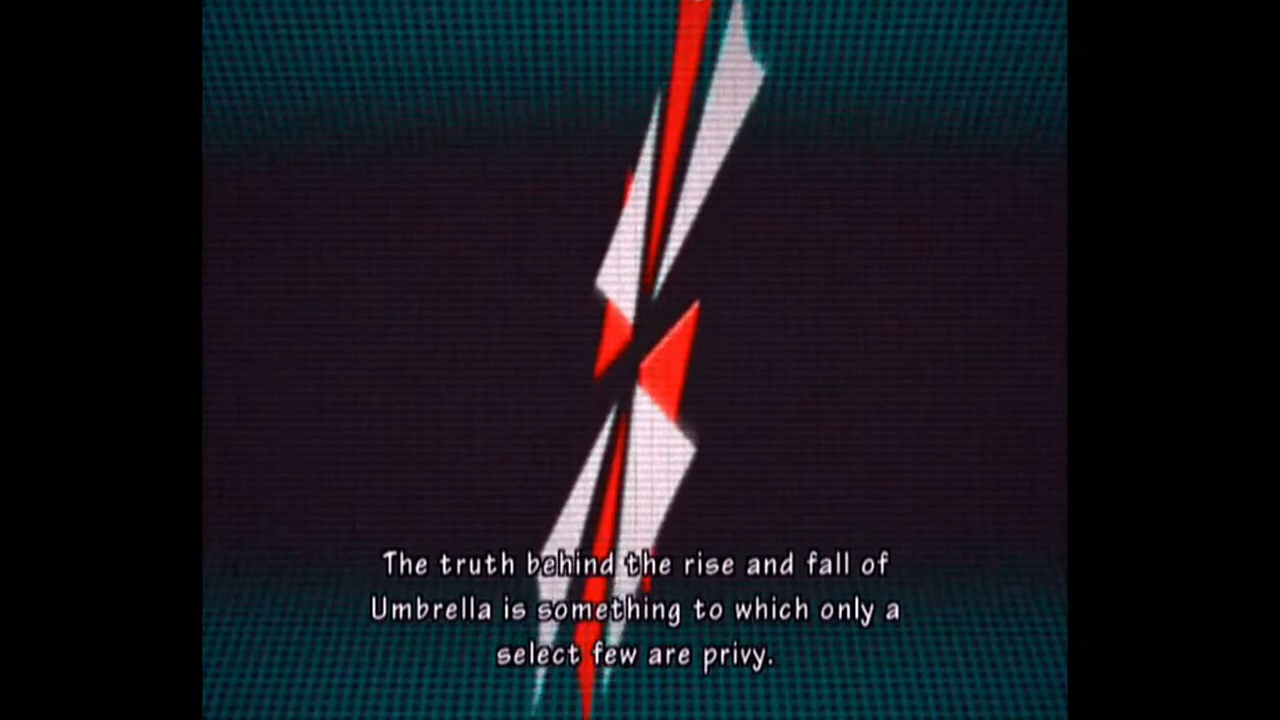 The truth behind the rise and fall of
Umbrella is something to which only a
select few are privy.